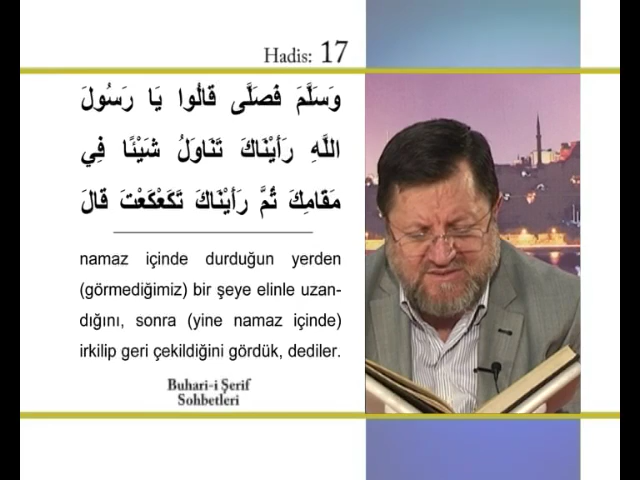 Hadis: 17
وَسَلَّمَ فَصَلَّى قَالُوا يَا رَسُولَ
اللَّهِ رَأَيْنَاكَ تَنَاوَلُ شَيْئًا فِي
مَقَامِكَ ثُمَّ رَأَيْنَاكَ تَكَعْكَعْتَ قَالَ
namaz içinde durduğun yerden
(görmediğimiz) bir şeye elinle uzan-
dığını, sonra (yine namaz içinde)
irkilip geri çekildiğini gördük, dediler.
Buhari-i Şerif
Sohbetleri